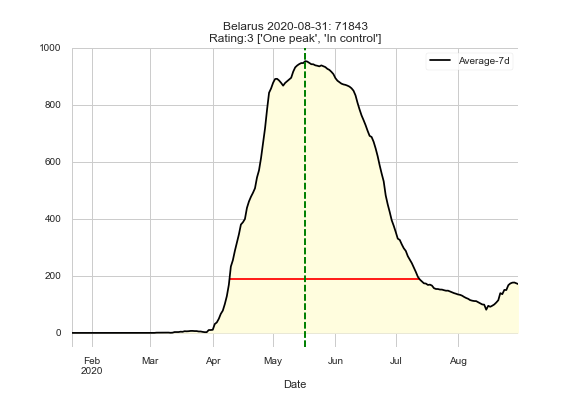 Belarus 2020-08-31: 71843
Rating:3 ['One peak', 'In control']
Average-7d
1000
800
600
400
200
0
Feb Mar Apr May Jun Jul Aug
2020
Date